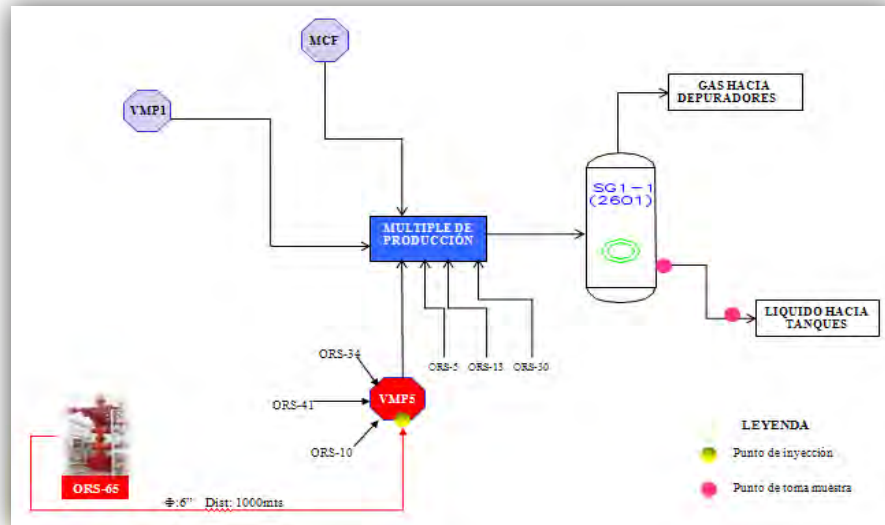 MCF
VMP1
GAS HACIA
DEPURADORES
SG1-1
(2601)
MULTIPLE DE
PRODUCCIÓN
LIQUIDO HACIA
TANQUES
ORS-34
ORS-5
ORS-13
ORS-30
ORS-41
VMP5
ORS-10
ORS-65
Φ:6" Dist: 1000mts
LEYENDA
Punto de inyección
Punto de toma muestra